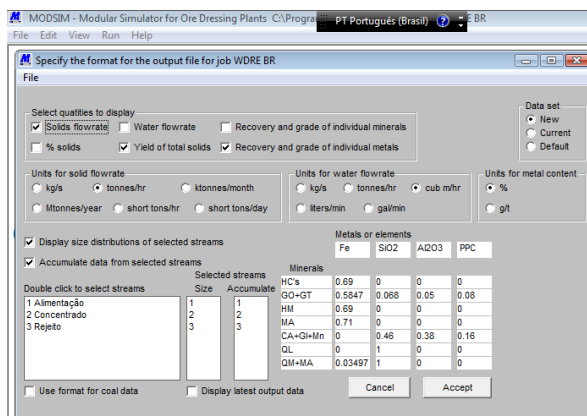 MODSIM - Modular Simulator for Ore Dressing Plants C:\Progra
PT Português (Brasil)
E BR
File Edit View Run Help
Specify the format for the output file for job WDRE BR
File
Select quatities to display
Solids flowrate
Water flowrate
Recovery and grade of individual minerals
% solids
Yield of total solids
Recovery and grade of individual metals
Data set
New
Current
Default
Units for solid flowrate
kg/s
tonnes/hr
ktonnes/month
Mtonnes/year
short tons/hr
short tons/day
Units for water flowrate
kg/s
tonnes/hr
cub m/hr
liters/min
gal/min
Units for metal content
%
g/t
Display size distributions of selected streams
Accumulate data from selected streams
Selected streams
Double click to select streams
Size
Accumulate
1 Alimentação
2 Concentrado
3 Rejeito
1
2
3
1
2
3
Metals or elements
Fe SiO2 Al2O3 PPC
Minerals
HC's 0.69 0 0 0
GO+GT 0.5847 0.068 0.05 0.08
HM 0.69 0 0 0
MA 0.71 0 0 0
CA+GI+Mn 0 0.46 0.38 0.16
QL 0 1 0 0
QM+MA 0.03497 1 0 0
Use format for coal data
Display latest output data
Cancel
Accept